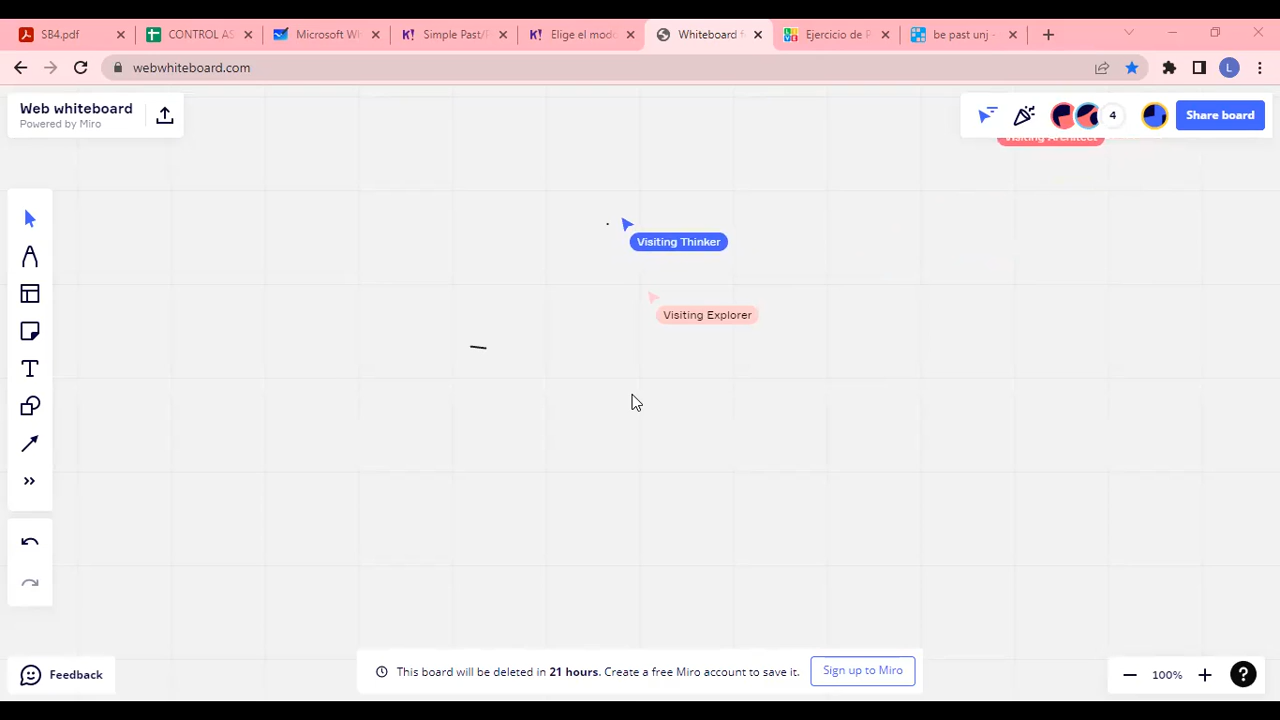 SB4.pdf
CONTROL AS
Microsoft W
Simple Past/
Elige el mod
Whiteboard f
Ejercicio de P
be past unj -
webwhiteboard.com
L
Web whiteboard
Powered by Miro
4
Share board
Visiting Architect
Visiting Thinker
Visiting Explorer
T
This board will be deleted in 21 hours. Create a free Miro account to save it.
Sign up to Miro
Feedback
100%
?